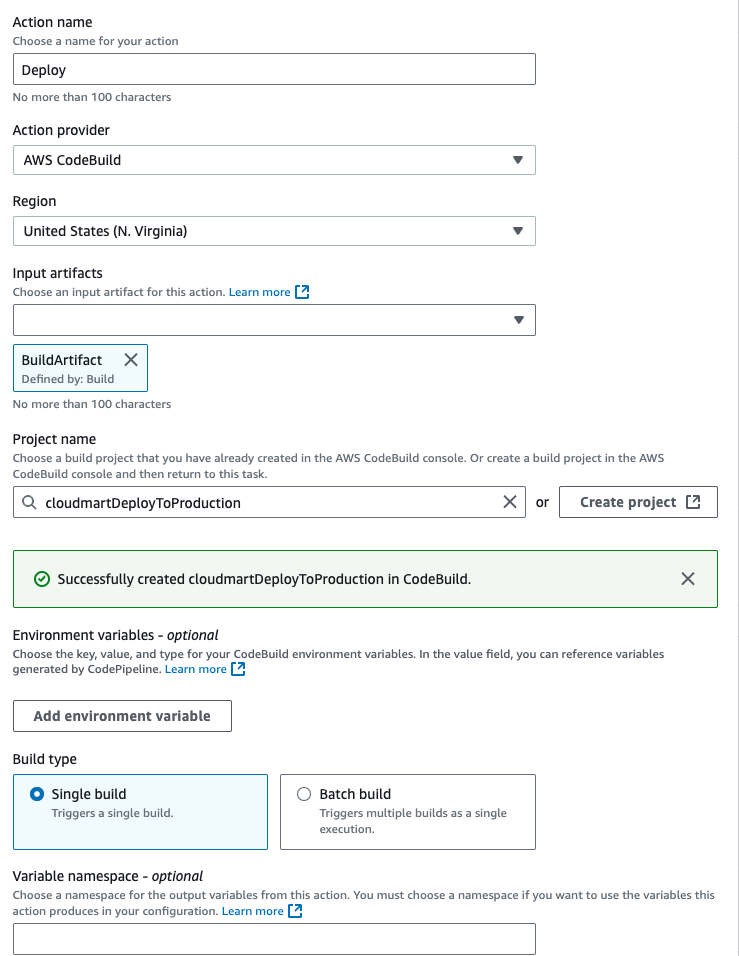 Action name
Choose a name for your action
Deploy
No more than 100 characters
Action provider
AWS CodeBuild
Region
United States (N. Virginia)
Input artifacts
Choose an input artifact for this action. Learn more
BuildArtifact
Defined by: Build
No more than 100 characters
Project name
Choose a build project that you have already created in the AWS CodeBuild console. Or create a build project in the AWS
CodeBuild console and then return to this task.
cloudmartDeployToProduction or Create project
Successfully created cloudmartDeployToProduction in CodeBuild.
Environment variables - optional
Choose the key, value, and type for your CodeBuild environment variables. In the value field, you can reference variables
generated by CodePipeline. Learn more
Add environment variable
Build type
Single build
Triggers a single build.
Batch build
Triggers multiple builds as a single
execution.
Variable namespace - optional
Choose a namespace for the output variables from this action. You must choose a namespace if you want to use the variables this
action produces in your configuration. Learn more